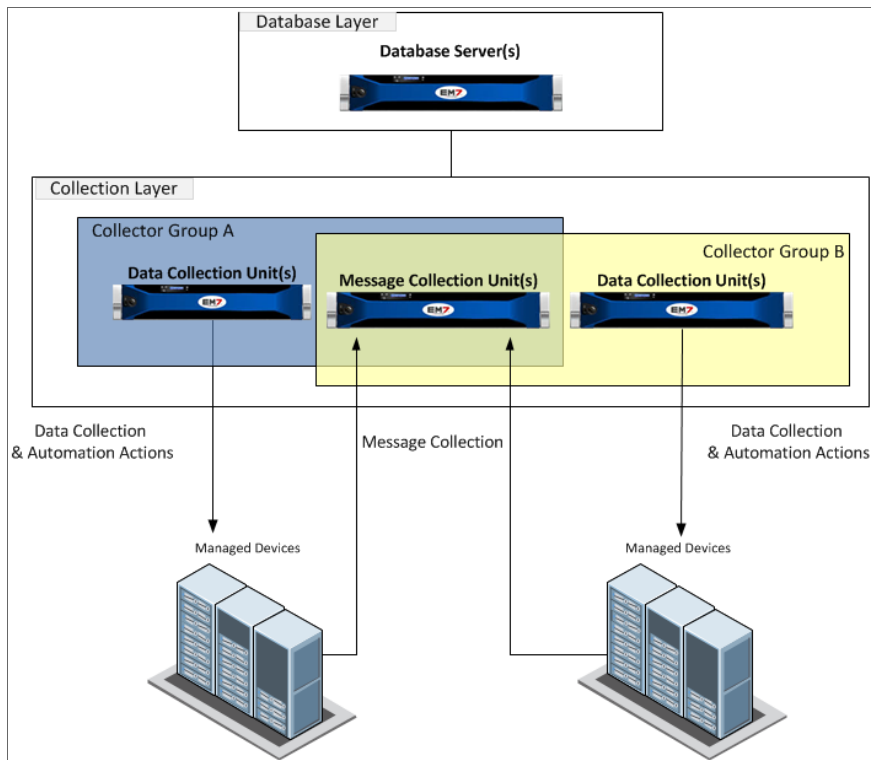 Database Layer
Database Server(s)
EM7
Collection Layer
Collector Group A
Collector Group B
Data Collection Unit(s)
Message Collection Unit(s)
Data Collection Unit(s)
EM7
EM7
EM7
Data Collection
& Automation Actions
Message Collection
Data Collection
& Automation Actions
Managed Devices
Managed Devices